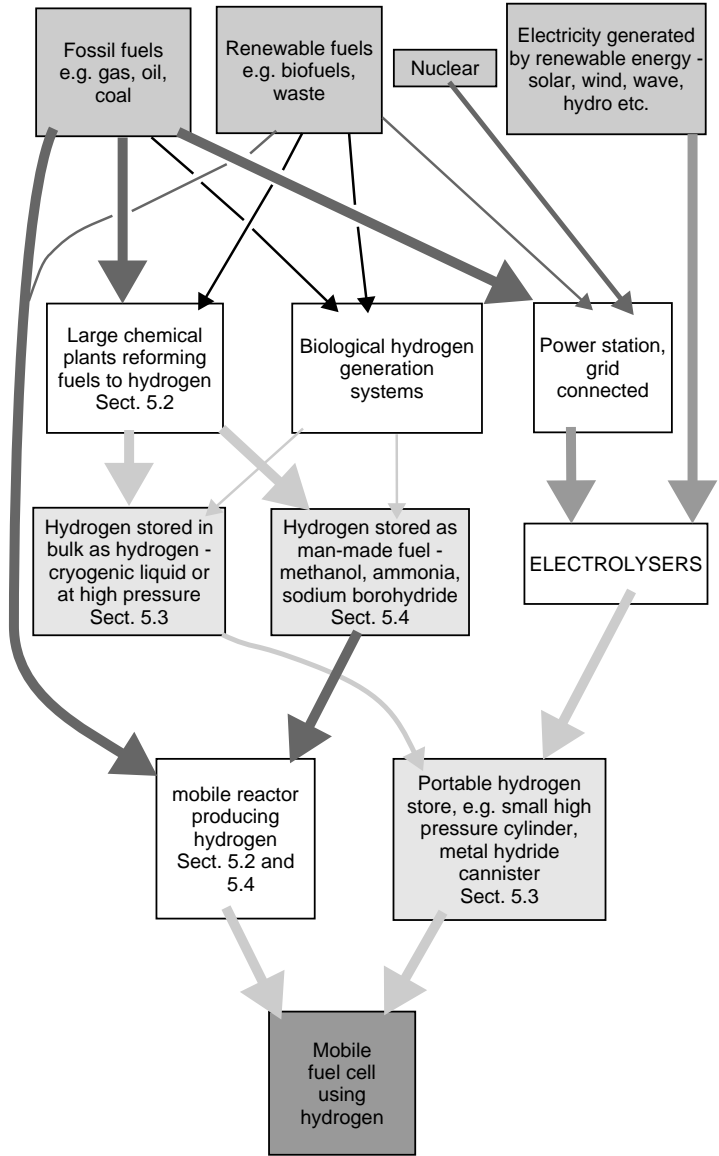 Fossil fuels
e.g. gas, oil,
coal
Renewable fuels
e.g. biofuels,
waste
Nuclear
Electricity generated
by renewable energy -
solar, wind, wave,
hydro etc.
Large chemical
plants reforming
fuels to hydrogen
Sect. 5.2
Biological hydrogen
generation
systems
Power station,
grid
connected
Hydrogen stored in
bulk as hydrogen -
cryogenic liquid or
at high pressure
Sect. 5.3
Hydrogen stored as
man-made fuel -
methanol, ammonia,
sodium borohydride
Sect. 5.4
ELECTROLYSERS
mobile reactor
producing
hydrogen
Sect. 5.2 and
5.4
Portable hydrogen
store, e.g. small high
pressure cylinder,
metal hydride
cannister
Sect. 5.3
Mobile
fuel cell
using
hydrogen